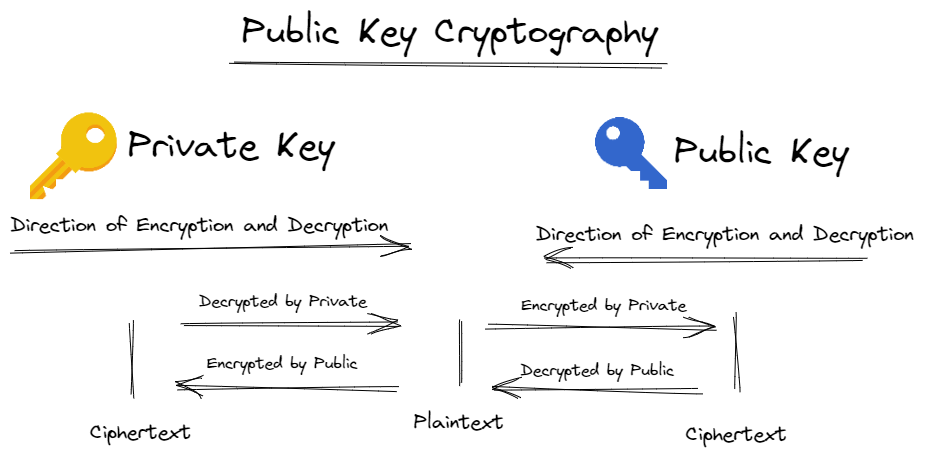 Public Key Cryptography
Private Key
Public Key
Direction of Encryption and Decryption
Direction of Encryption and Decryption
Decrypted by Private
Encrypted by Private
Encrypted by Public
Decrypted by Public
Ciphertext
Plaintext
Ciphertext